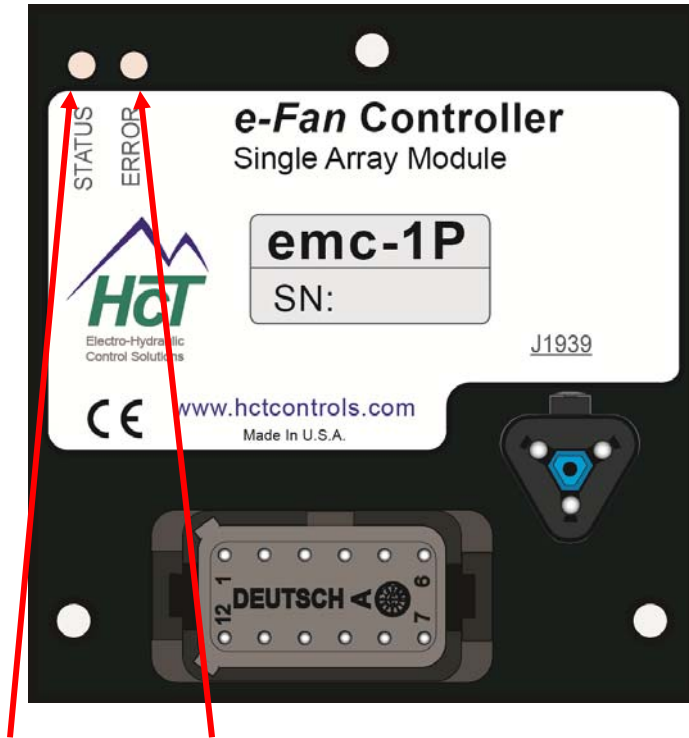 STATUS
ERROR
e-Fan Controller
Single Array Module
emc-1P
SN:
HCT
Electro-Hydraulic
Control Solutions
J1939
www.hctcontrols.com
Made In U.S.A.
CE
1 6
DEUTSCH A
12 7